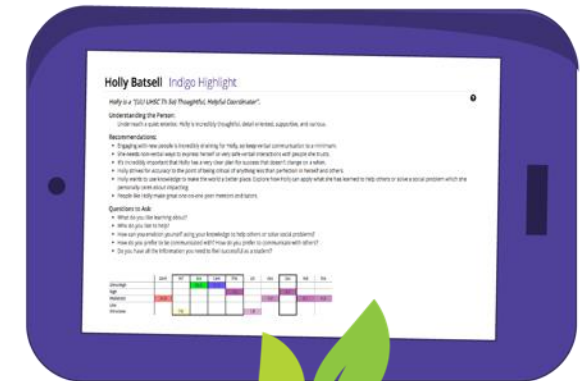 Holly Batsell Indigo Highlight
Holly is a "Thoughtful, Helpful Coordinator".
Understanding the Person:
Underneath a quiet exterior, Holly is incredibly thoughtful, detail oriented, supportive, and curious.
Recommendations:
• Engaging with new people is incredibly draining for Holly, so keep verbal communication to a minimum.
• She needs non-verbal ways to express herself or very safe verbal interactions with people she trusts.
• It's incredibly important that Holly has a very clear plan for success that doesn't change on a whim.
• Holly strives for accuracy to the point of being critical of anything less than perfection in herself and others.
• Holly wants to use knowledge to make the world a better place. Explore how Holly can apply what she has learned to help others or solve a social problem which she
personally cares about impacting.
• People like Holly make great one-on-one peer mentors and tutors.
Questions to Ask:
• What do you like learning about?
• Who do you like to help?
• How can you envision yourself using your knowledge to help others or solve social problems?
• How do you prefer to be communicated with? How do you prefer to communicate with others?
• Do you have all the information you need to feel successful as a student?
Ultra High
High
Moderate
Low